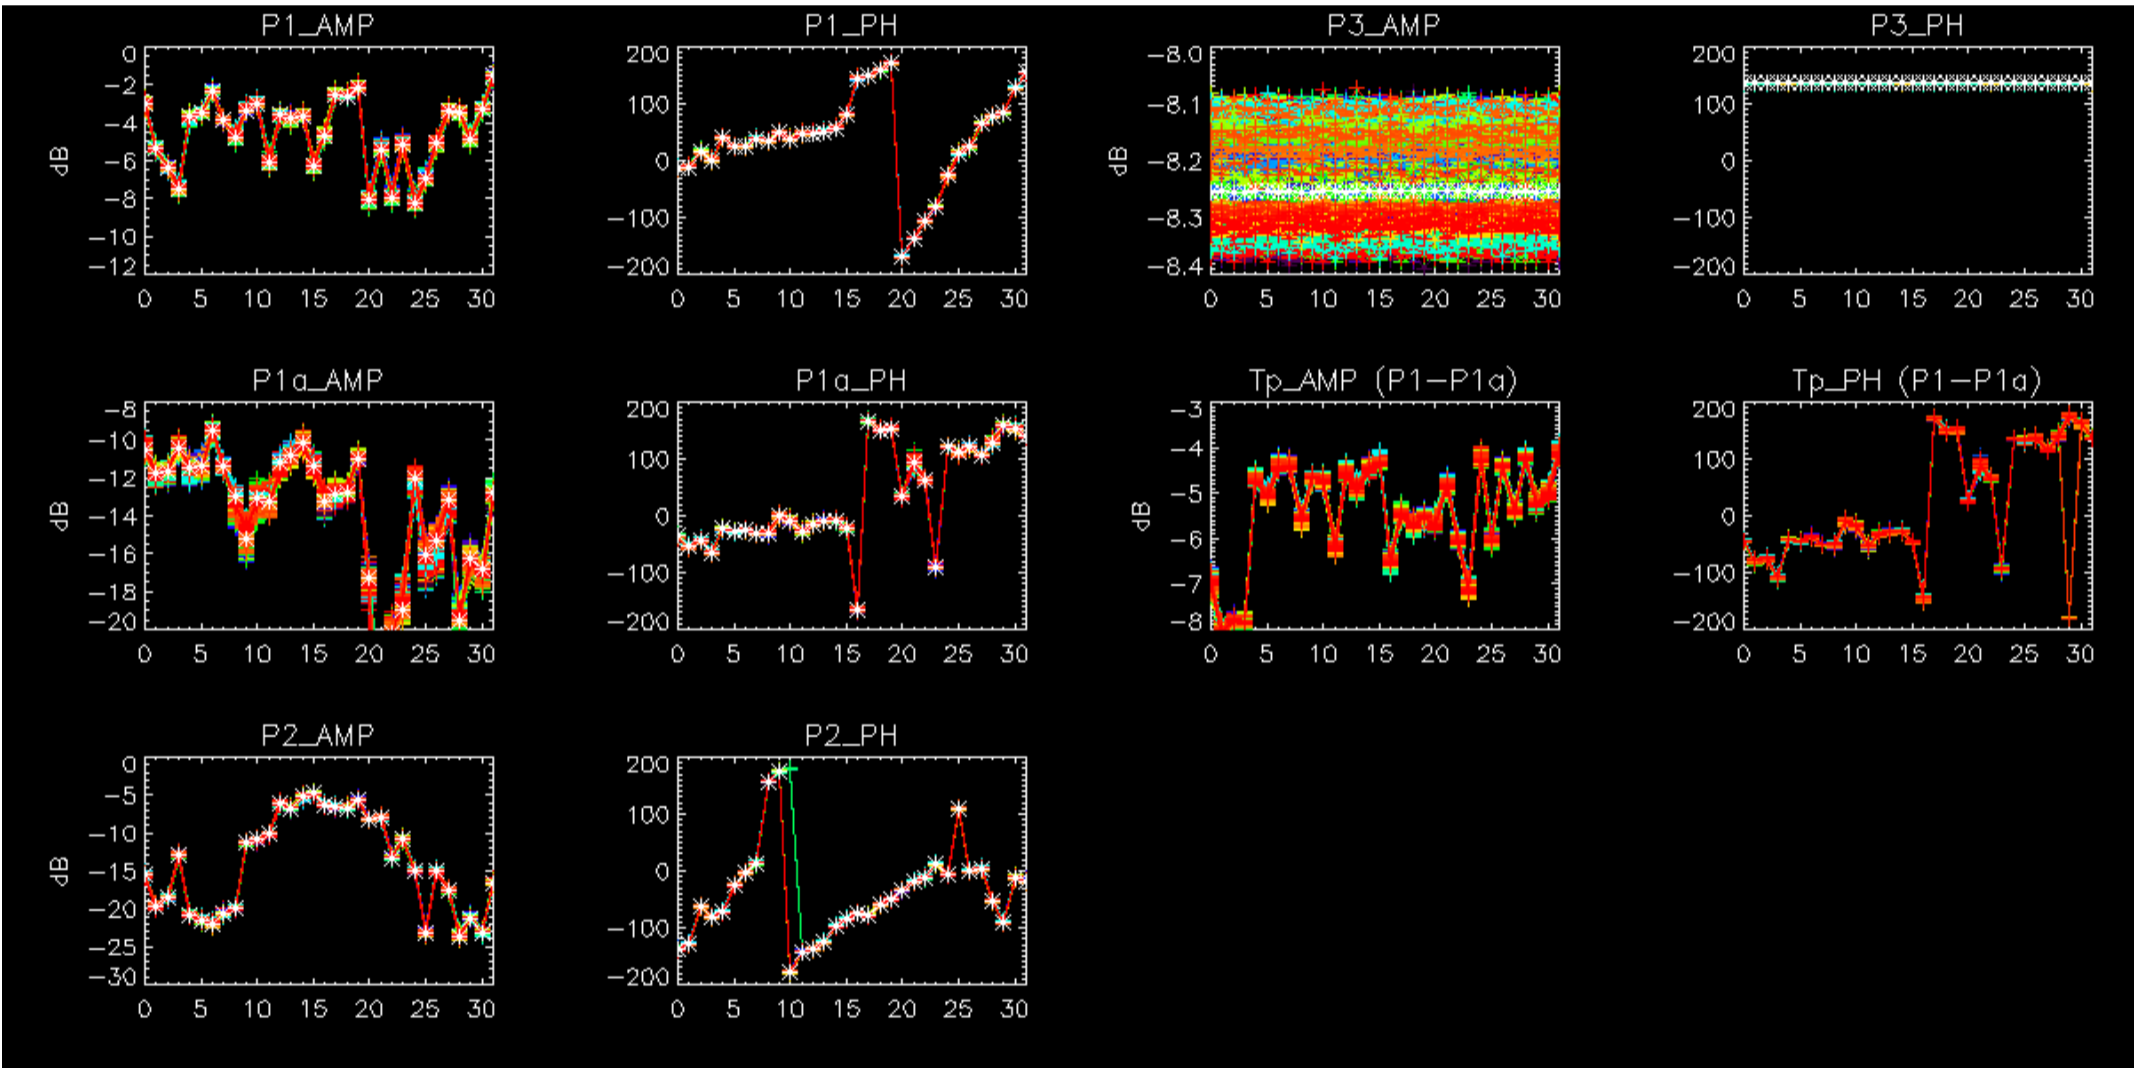 P1_AMP
P1_PH
P3_AMP
P3_PH
0
-2
-4
-6
-8
-10
-12
dB
0 5 10 15 20 25 30
200
100
0
-100
-200
0 5 10 15 20 25 30
-8.0
-8.1
-8.2
-8.3
-8.4
dB
0 5 10 15 20 25 30
200
100
0
-100
-200
0 5 10 15 20 25 30
P1a_AMP
P1a_PH
Tp_AMP (P1-P1a)
Tp_PH (P1-P1a)
-8
-10
-12
-14
-16
-18
-20
dB
0 5 10 15 20 25 30
200
100
0
-100
-200
0 5 10 15 20 25 30
-3
-4
-5
-6
-7
-8
dB
0 5 10 15 20 25 30
200
100
0
-100
-200
0 5 10 15 20 25 30
P2_AMP
P2_PH
0
-5
-10
-15
-20
-25
-30
dB
0 5 10 15 20 25 30
200
100
0
-100
-200
0 5 10 15 20 25 30